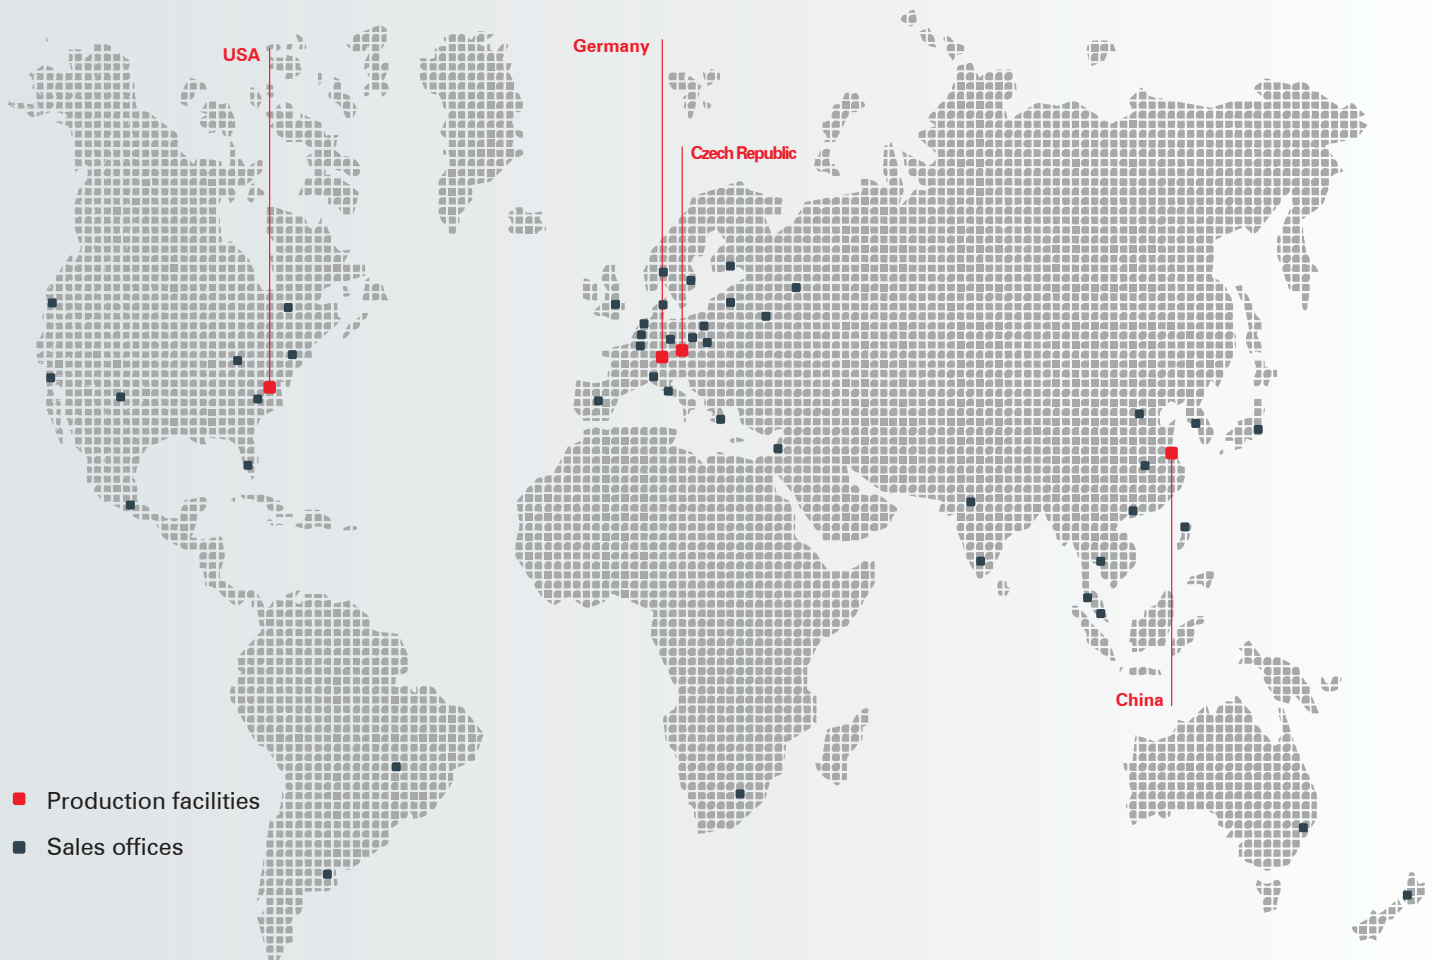 USA
Germany
Czech Republic
China
Production facilities
Sales offices